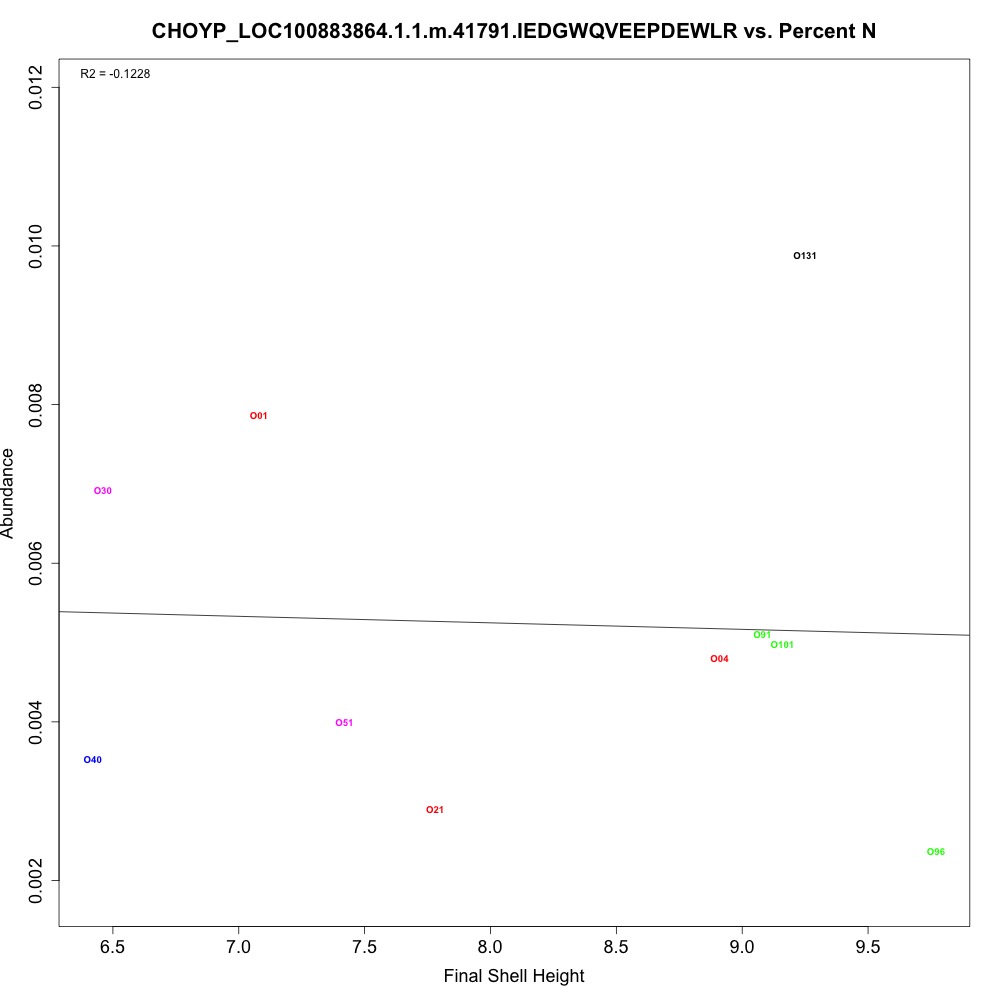 CHOYP_LOC100883864.1.1.m.41791.IEDGWQVEEPDEWLR vs. Percent N
R2 = -0.1228
0.012
0.010
0.008
0.006
0.004
0.002
Abundance
O131
O01
O30
O91
O101
O04
O51
O40
O21
O96
6.5 7.0 7.5 8.0 8.5 9.0 9.5
Final Shell Height